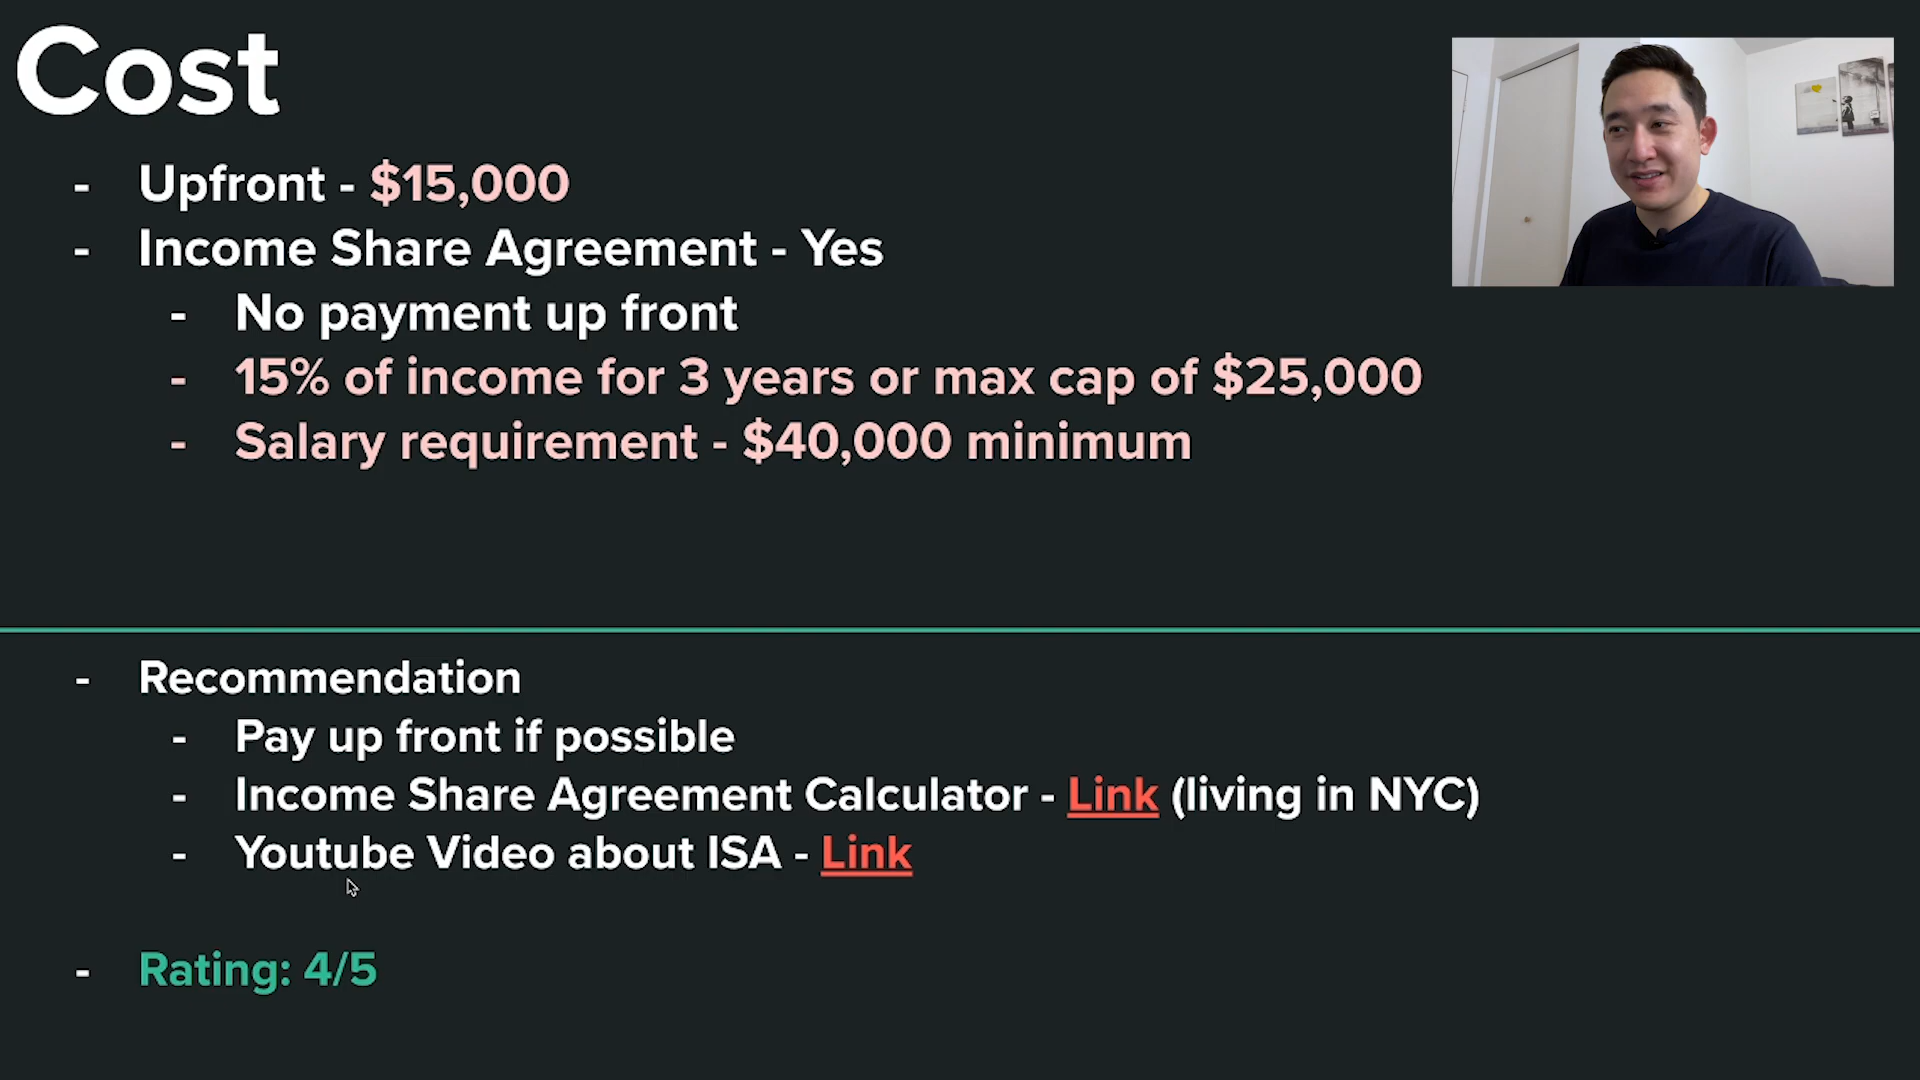 Cost
- Upfront - $15,000
- Income Share Agreement - Yes
- No payment up front
- 15% of income for 3 years or max cap of $25,000
- Salary requirement - $40,000 minimum
- Recommendation
- Pay up front if possible
- Income Share Agreement Calculator - Link (living in NYC)
- Youtube Video about ISA - Link
- Rating: 4/5